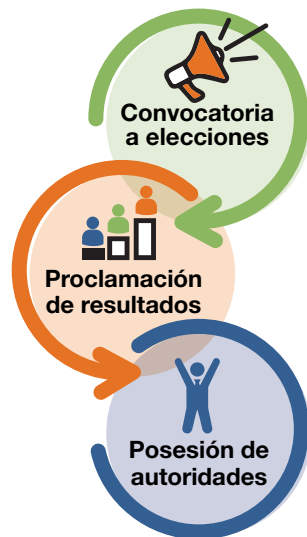 Convocatoria
a elecciones
Proclamación
de resultados
Posesión de
autoridades